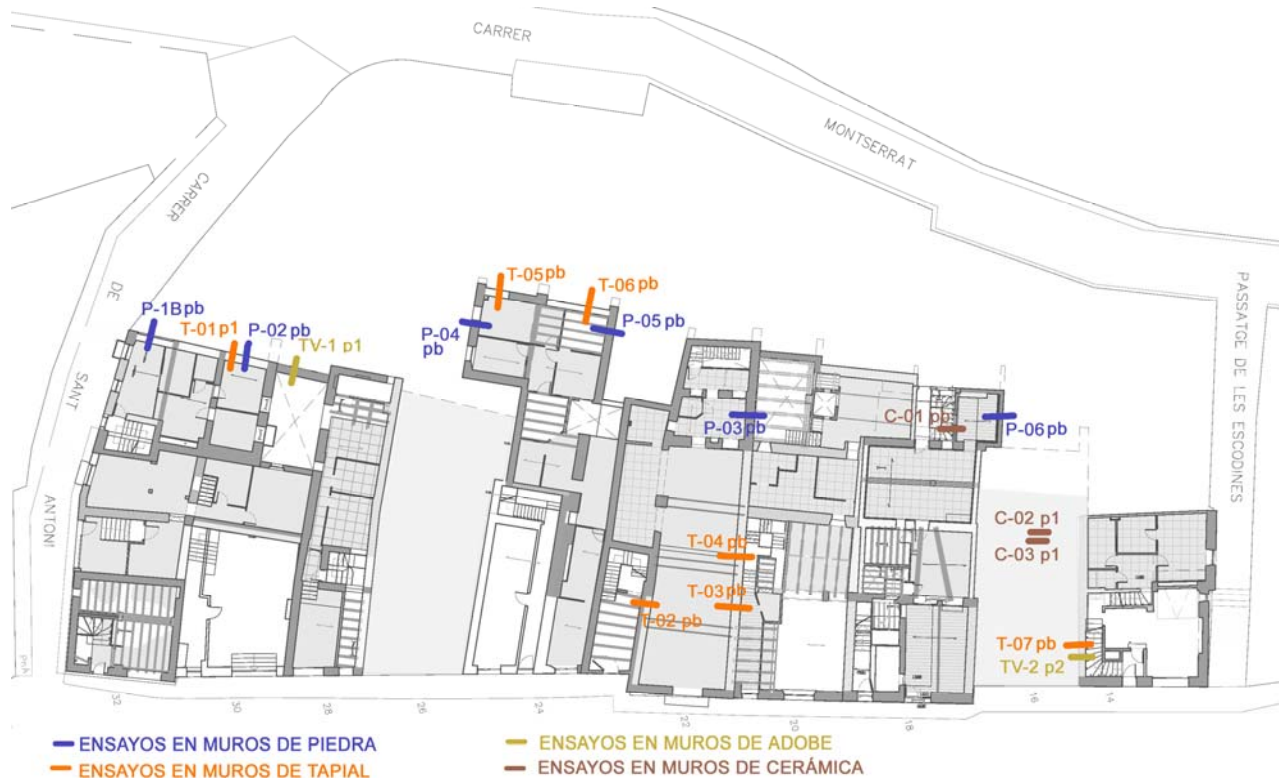 CARRER
MONTSERRAT
CARRER
DE
SANT
ANTONI
PASSATGE DE LES ESCODINES
T-05 pb
T-06 pb
P-1B pb
T-01 p1
P-02 pb
TV-1 p1
P-04
pb
P-05 pb
P-03 pb
C-01 pb
P-06 pb
C-02 p1
C-03 p1
T-04 pb
T-03 pb
T-02 pb
T-07 pb
TV-2 p2
32
30
28
26
24
22
20
18
16
14
ENSAYOS EN MUROS DE PIEDRA
ENSAYOS EN MUROS DE ADOBE
ENSAYOS EN MUROS DE TAPIAL
ENSAYOS EN MUROS DE CERÁMICA